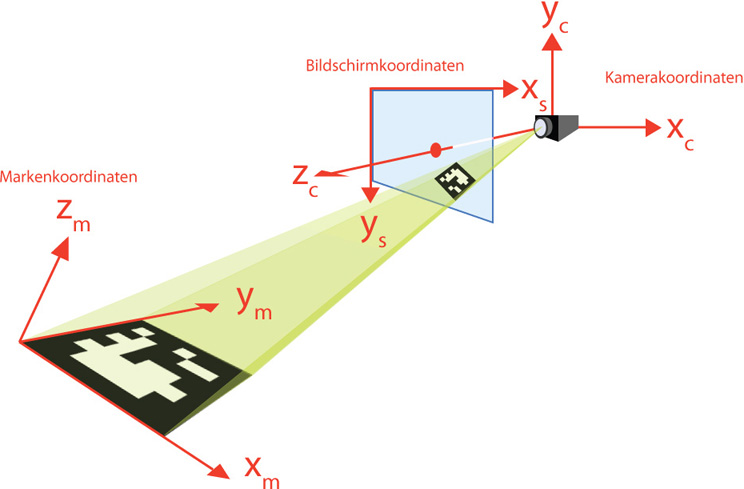 y_c
Bildschirmkoordinaten
Kamerakoordinaten
x_s
x_c
z_c
Markenkoordinaten
z_m
y_s
y_m
x_m